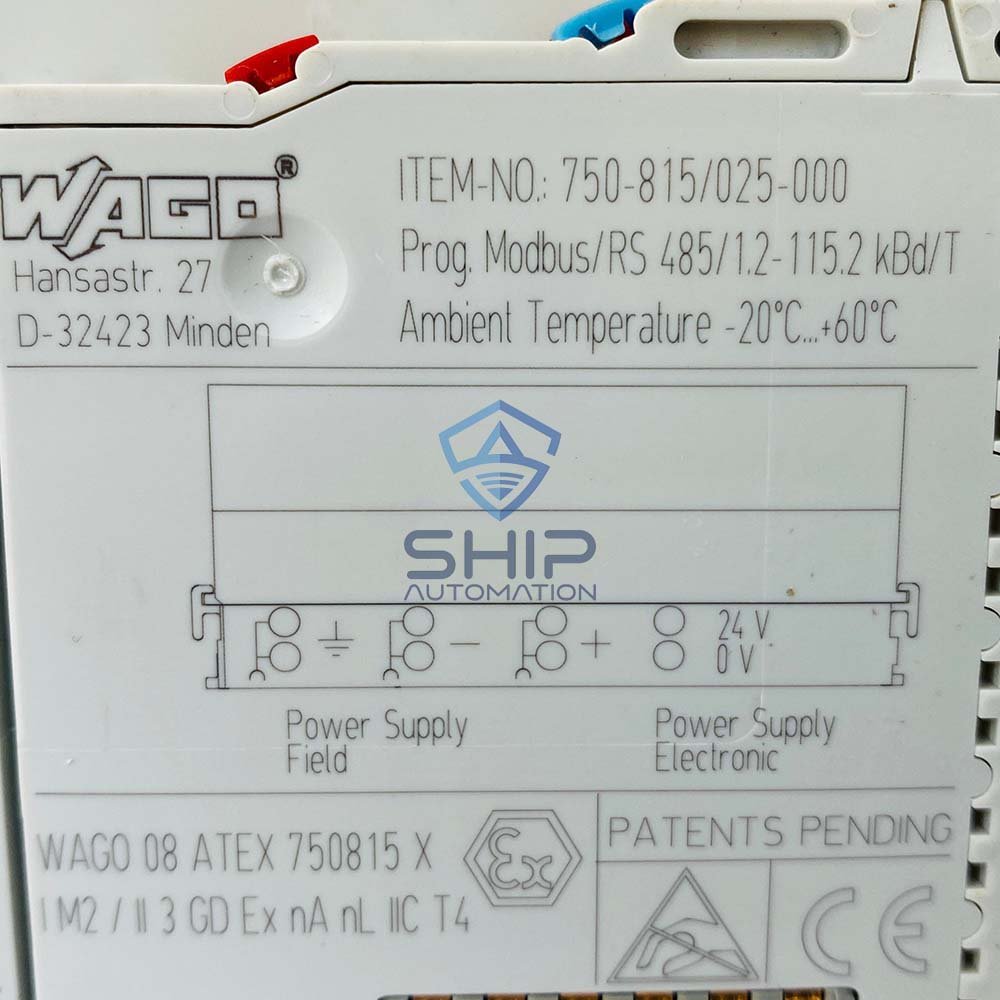 WAGO®
Hansastr. 27
D-32423 Minden
ITEM-NO.: 750-815/025-000
Prog. Modbus/RS 485/1.2-115.2 kBd/T
Ambient Temperature -20°C...+60°C
SHIP
AUTOMATION
- + 24 V
0 V
Power Supply
Field
Power Supply
Electronic
WAGO 08 ATEX 750815 X
I M2 / II 3 GD Ex nA nL IIC T4
Ex
PATENTS PENDING
CE